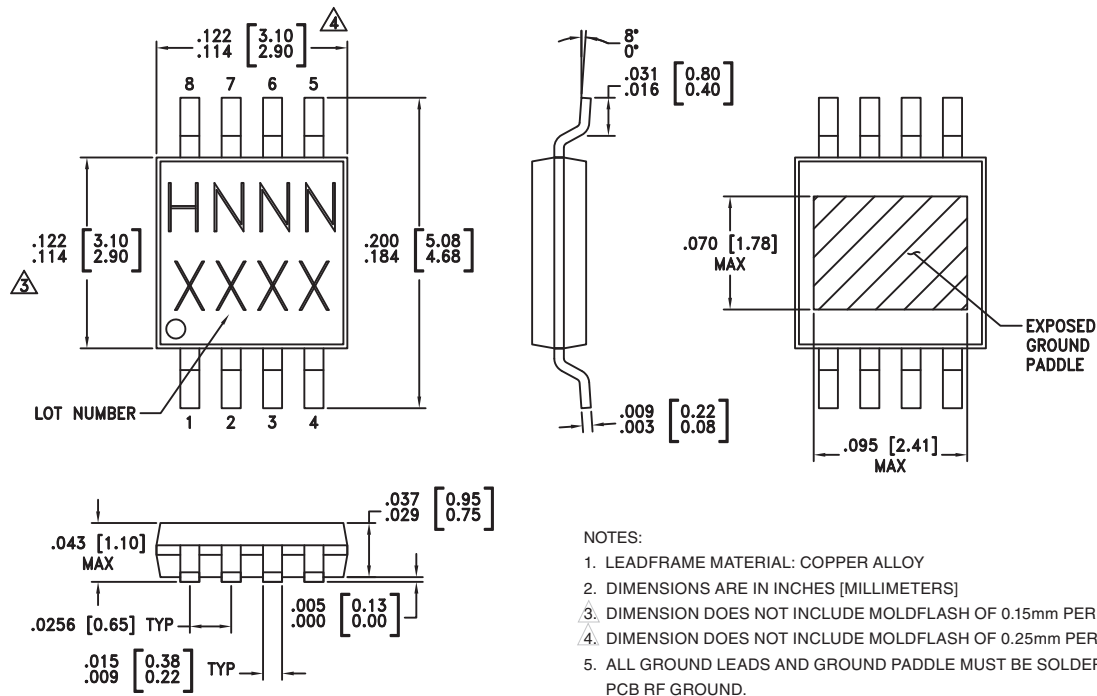 .122 [3.10]
.114 [2.90]
4
8 7 6 5
HNNN
XXXX
.122 [3.10]
.114 [2.90]
3
.200 [5.08]
.184 [4.68]
LOT NUMBER
1 2 3 4
8°
0°
.031 [0.80]
.016 [0.40]
.009 [0.22]
.003 [0.08]
.070 [1.78]
MAX
EXPOSED
GROUND
PADDLE
.095 [2.41]
MAX
.037 [0.95]
.029 [0.75]
.043 [1.10]
MAX
.005 [0.13]
.000 [0.00]
.0256 [0.65] TYP
.015 [0.38]
.009 [0.22] TYP
NOTES:
1. LEADFRAME MATERIAL: COPPER ALLOY
2. DIMENSIONS ARE IN INCHES [MILLIMETERS]
3. DIMENSION DOES NOT INCLUDE MOLDFLASH OF 0.15mm PER
4. DIMENSION DOES NOT INCLUDE MOLDFLASH OF 0.25mm PER
5. ALL GROUND LEADS AND GROUND PADDLE MUST BE SOLDER
PCB RF GROUND.